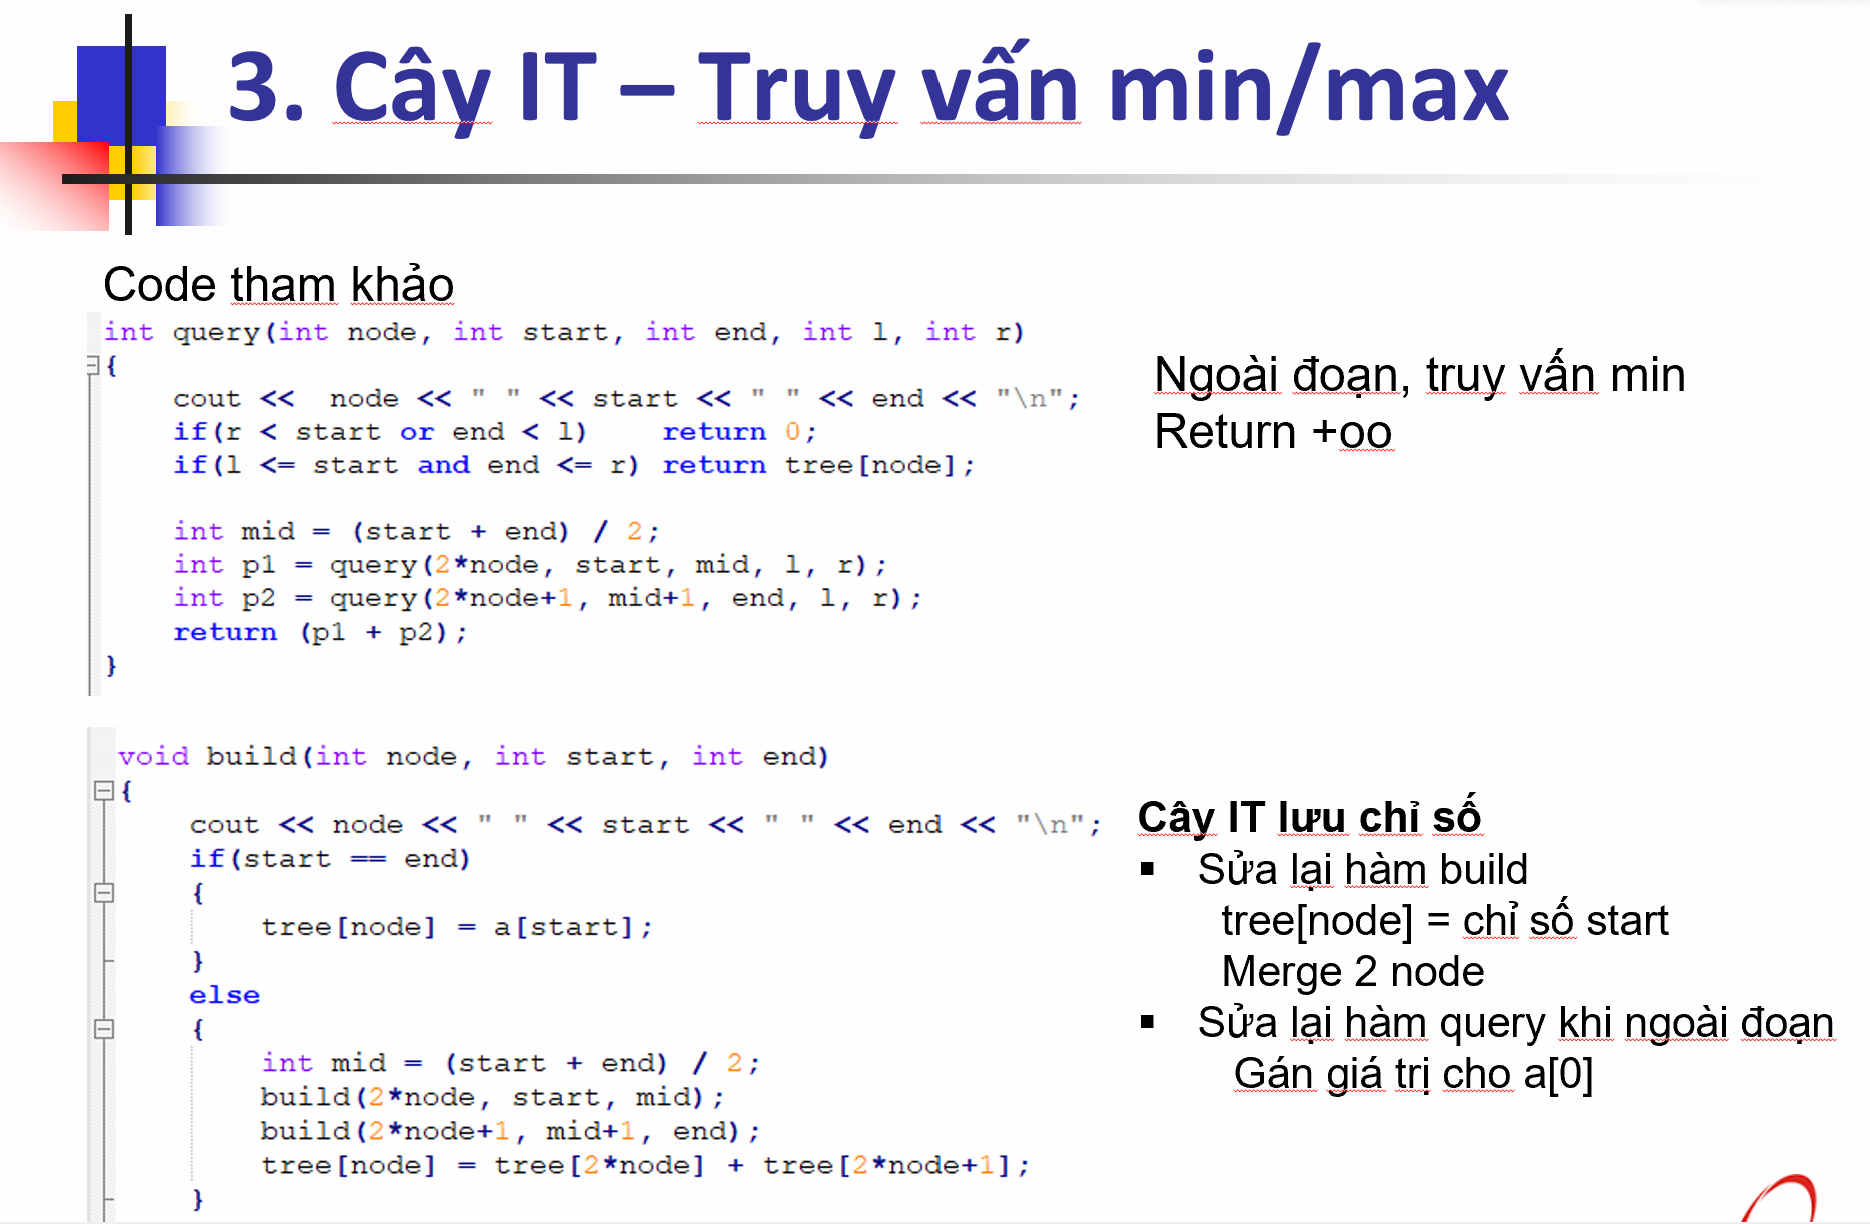 3. Cây IT – Truy vấn min/max
Code tham khảo
int query(int node, int start, int end, int l, int r)
{
cout << node << " " << start << " " << end << "\n";
if(r < start or end < l) return 0;
if(l <= start and end <= r) return tree[node];
int mid = (start + end) / 2;
int p1 = query(2*node, start, mid, l, r);
int p2 = query(2*node+1, mid+1, end, l, r);
return (p1 + p2);
}
Ngoài đoạn, truy vấn min
Return +oo
void build(int node, int start, int end)
{
cout << node << " " << start << " " << end << "\n";
if(start == end)
{
tree[node] = a[start];
}
else
{
int mid = (start + end) / 2;
build(2*node, start, mid);
build(2*node+1, mid+1, end);
tree[node] = tree[2*node] + tree[2*node+1];
}
Cây IT lưu chỉ số
▪ Sửa lại hàm build
tree[node] = chỉ số start
Merge 2 node
▪ Sửa lại hàm query khi ngoài đoạn
Gán giá trị cho a[0]